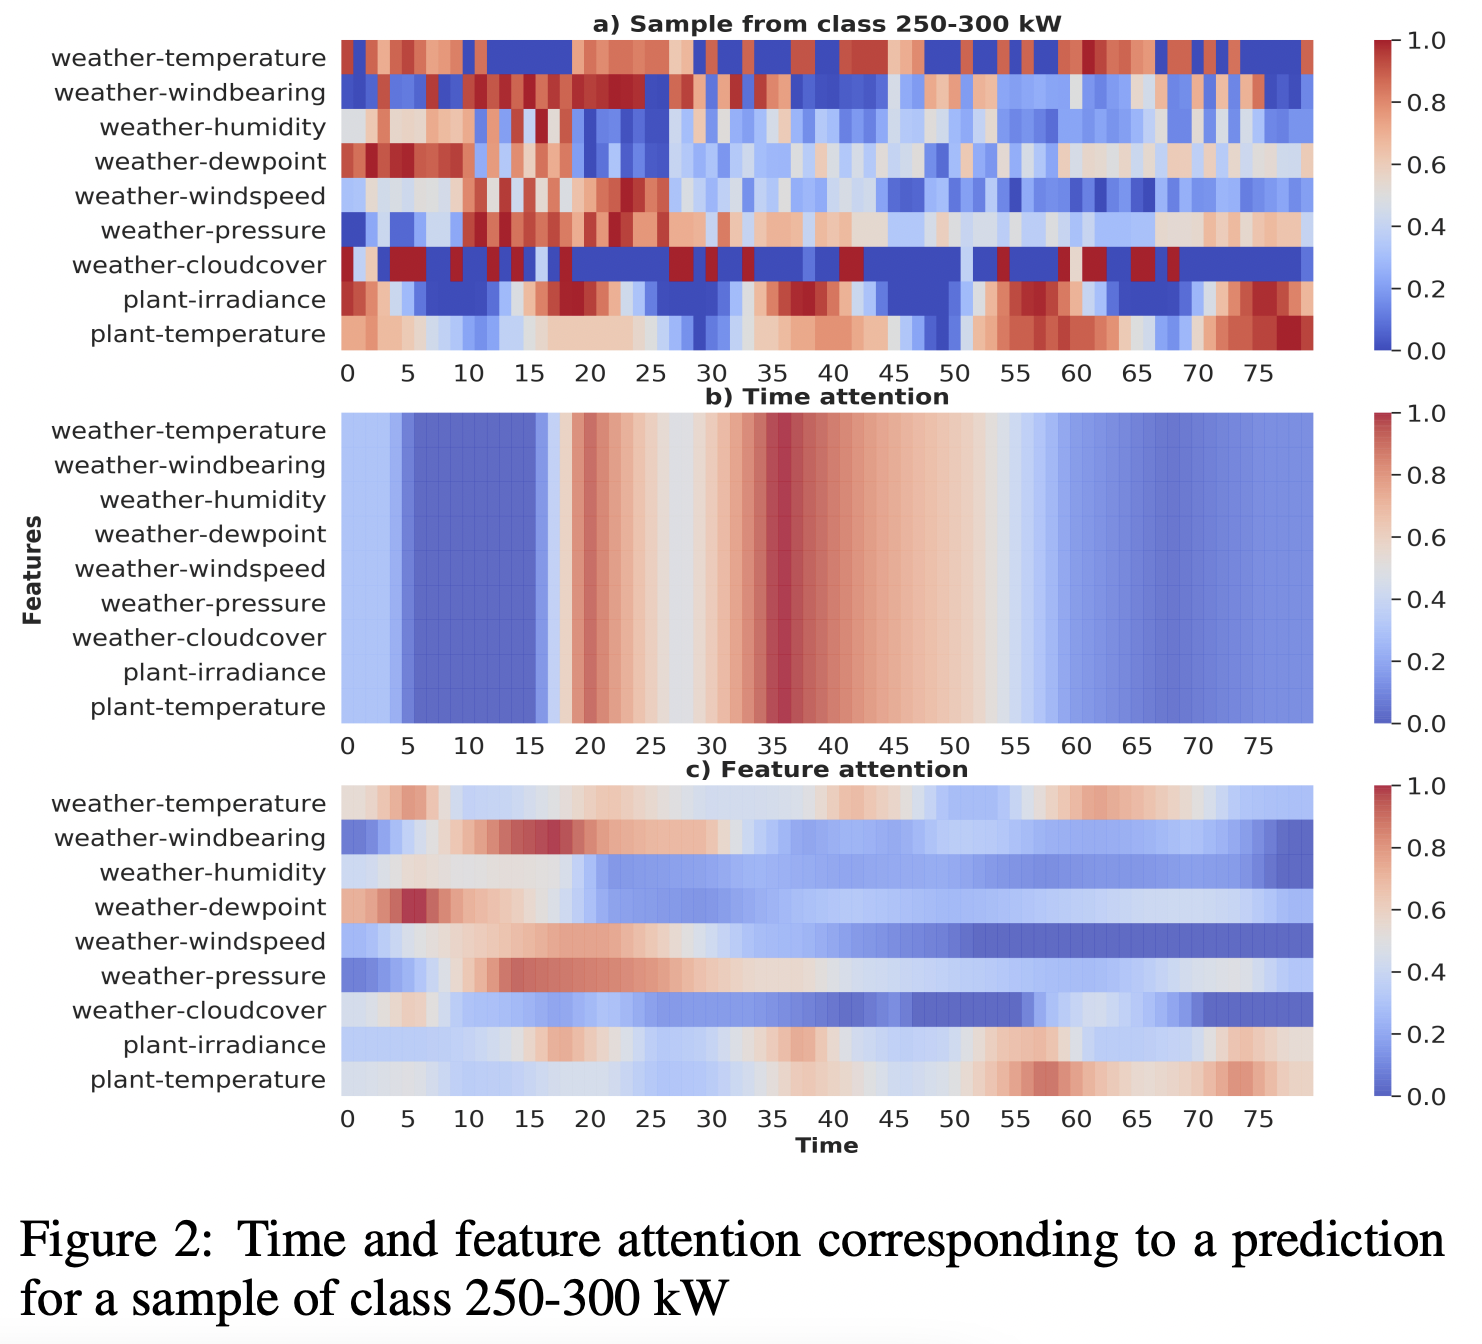 a) Sample from class 250-300 kW
weather-temperature
weather-windbearing
weather-humidity
weather-dewpoint
weather-windspeed
weather-pressure
weather-cloudcover
plant-irradiance
plant-temperature
0 5 10 15 20 25 30 35 40 45 50 55 60 65 70 75
1.0
0.8
0.6
0.4
0.2
0.0
b) Time attention
Features
weather-temperature
weather-windbearing
weather-humidity
weather-dewpoint
weather-windspeed
weather-pressure
weather-cloudcover
plant-irradiance
plant-temperature
0 5 10 15 20 25 30 35 40 45 50 55 60 65 70 75
1.0
0.8
0.6
0.4
0.2
0.0
c) Feature attention
weather-temperature
weather-windbearing
weather-humidity
weather-dewpoint
weather-windspeed
weather-pressure
weather-cloudcover
plant-irradiance
plant-temperature
0 5 10 15 20 25 30 35 40 45 50 55 60 65 70 75
Time
1.0
0.8
0.6
0.4
0.2
0.0
Figure 2: Time and feature attention corresponding to a prediction
for a sample of class 250-300 kW